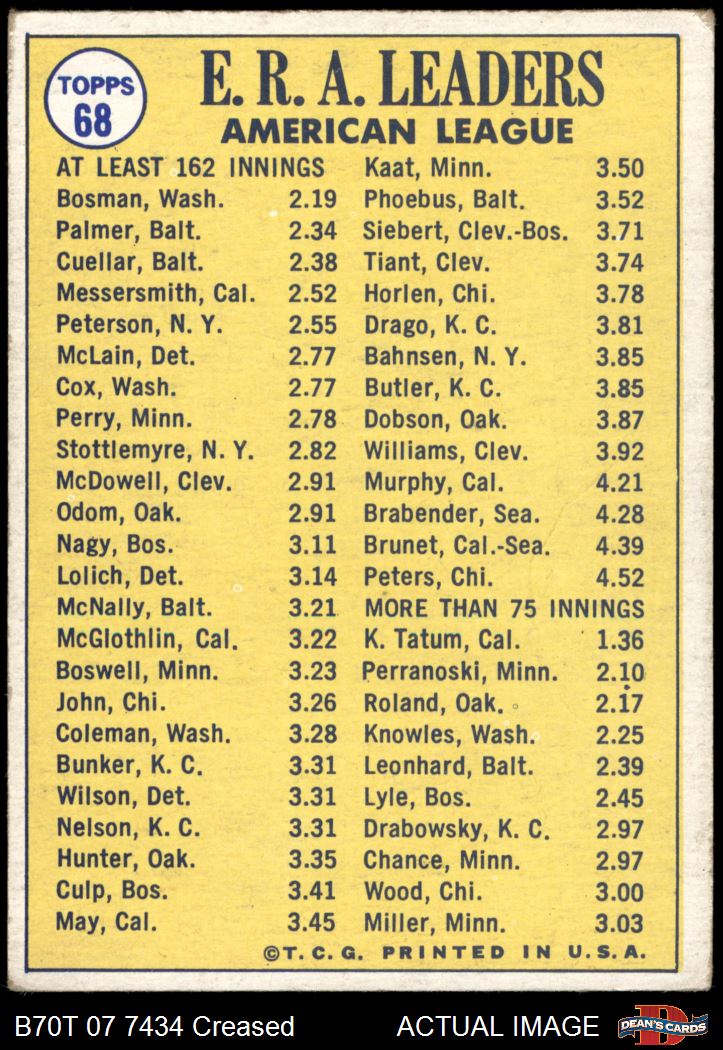 TOPPS
68
E. R. A. LEADERS
AMERICAN LEAGUE
AT LEAST 162 INNINGS
Bosman, Wash. 2.19
Palmer, Balt. 2.34
Cuellar, Balt. 2.38
Messersmith, Cal. 2.52
Peterson, N. Y. 2.55
McLain, Det. 2.77
Cox, Wash. 2.77
Perry, Minn. 2.78
Stottlemyre, N. Y. 2.82
McDowell, Clev. 2.91
Odom, Oak. 2.91
Nagy, Bos. 3.11
Lolich, Det. 3.14
McNally, Balt. 3.21
McGlothlin, Cal. 3.22
Boswell, Minn. 3.23
John, Chi. 3.26
Coleman, Wash. 3.28
Bunker, K. C. 3.31
Wilson, Det. 3.31
Nelson, K. C. 3.31
Hunter, Oak. 3.35
Culp, Bos. 3.41
May, Cal. 3.45
Kaat, Minn. 3.50
Phoebus, Balt. 3.52
Siebert, Clev.-Bos. 3.71
Tiant, Clev. 3.74
Horlen, Chi. 3.78
Drago, K. C. 3.81
Bahnsen, N. Y. 3.85
Butler, K. C. 3.85
Dobson, Oak. 3.87
Williams, Clev. 3.92
Murphy, Cal. 4.21
Brabender, Sea. 4.28
Brunet, Cal.-Sea. 4.39
Peters, Chi. 4.52
MORE THAN 75 INNINGS
K. Tatum, Cal. 1.36
Perranoski, Minn. 2.10
Roland, Oak. 2.17
Knowles, Wash. 2.25
Leonhard, Balt. 2.39
Lyle, Bos. 2.45
Drabowsky, K. C. 2.97
Chance, Minn. 2.97
Wood, Chi. 3.00
Miller, Minn. 3.03
©T. C. G. PRINTED IN U. S. A.
B70T 07 7434 Creased ACTUAL IMAGE
D
DEAN'S CARDS